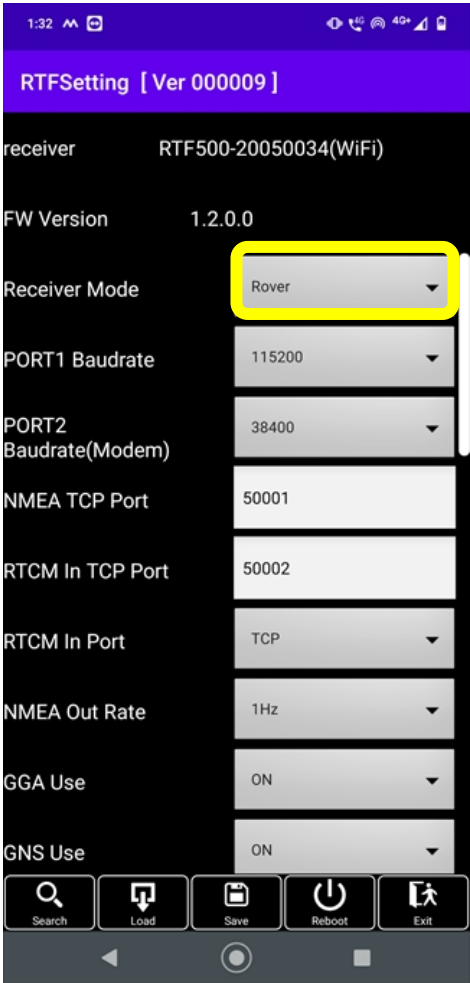 1:32
4G
4G+
RTFSetting [ Ver 000009 ]
receiver RTF500-20050034(WiFi)
FW Version 1.2.0.0
Receiver Mode Rover
PORT1 Baudrate 115200
PORT2
Baudrate(Modem) 38400
NMEA TCP Port 50001
RTCM In TCP Port 50002
RTCM In Port TCP
NMEA Out Rate 1Hz
GGA Use ON
GNS Use ON
Search Load Save Reboot Exit